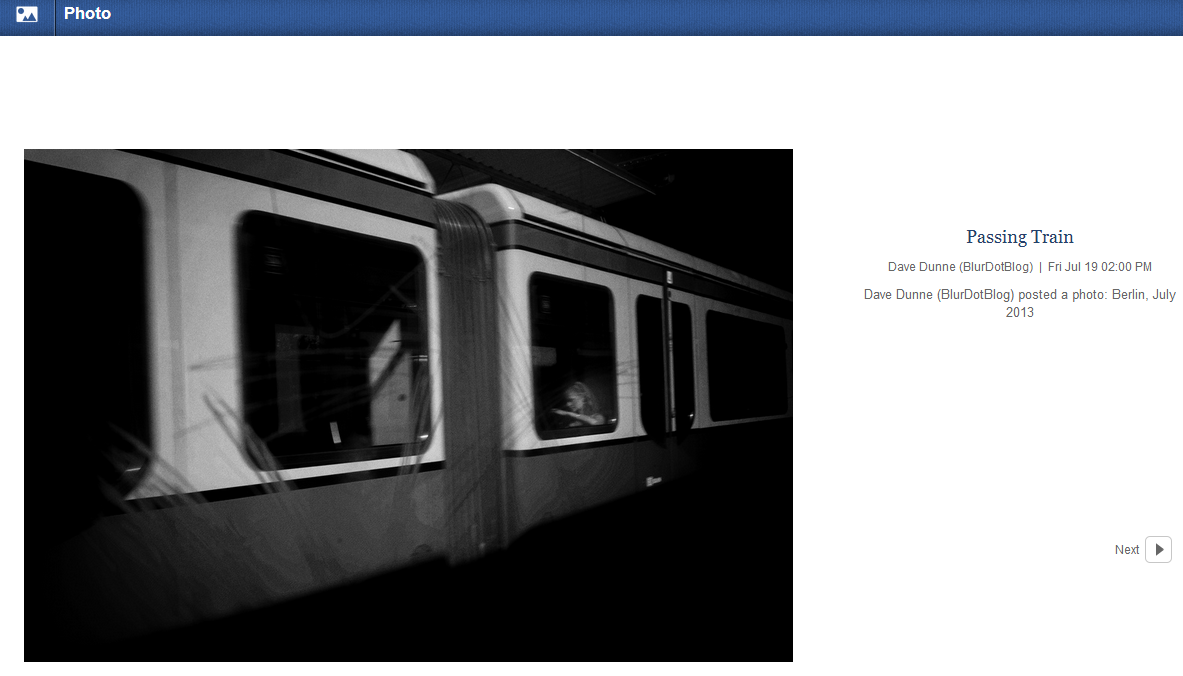 Photo
Passing Train
Dave Dunne (BlurDotBlog) | Fri Jul 19 02:00 PM
Dave Dunne (BlurDotBlog) posted a photo: Berlin, July
2013
Next